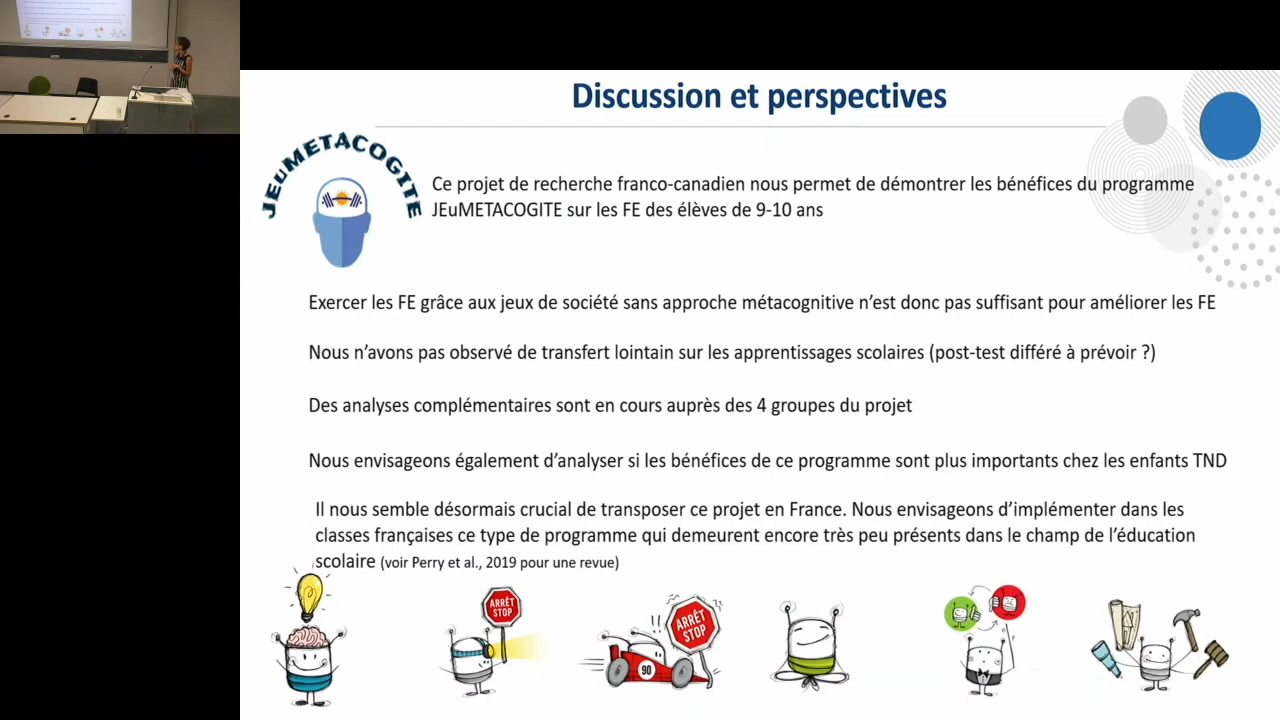 Discussion et perspectives
JEuMETACOGITE
Ce projet de recherche franco-canadien nous permet de démontrer les bénéfices du programme
JEuMETACOGITE sur les FE des élèves de 9-10 ans
Exercer les FE grâce aux jeux de société sans approche métacognitive n'est donc pas suffisant pour améliorer les FE
Nous n'avons pas observé de transfert lointain sur les apprentissages scolaires (post-test différé à prévoir ?)
Des analyses complémentaires sont en cours auprès des 4 groupes du projet
Nous envisageons également d'analyser si les bénéfices de ce programme sont plus importants chez les enfants TND
Il nous semble désormais crucial de transposer ce projet en France. Nous envisageons d'implémenter dans les
classes françaises ce type de programme qui demeurent encore très peu présents dans le champ de l'éducation
scolaire (voir Perry et al., 2019 pour une revue)
ARRÊT
STOP
ARRÊT
STOP
90